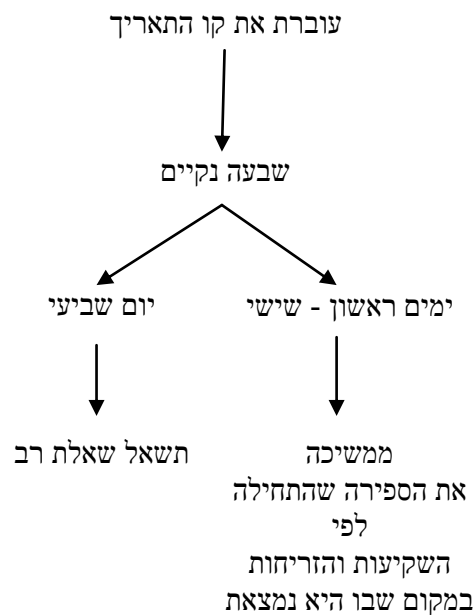 עוברת את קו התאריך
שבעה נקיים
ימים ראשון - שישי
יום שביעי
ממשיכה
את הספירה שהתחילה
לפי
השקיעות והזריחות
במקום שבו היא נמצאת
תשאל שאלת רב